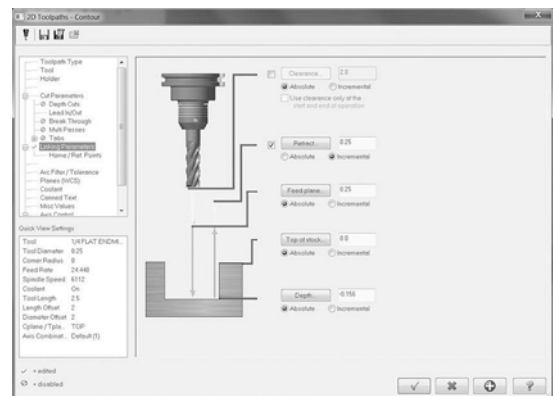 2D Toolpaths - Contour
Toolpath Type
Tool
Holder
Cut Parameters
Depth Cuts
Lead In/Out
Break Through
Multi Passes
Tabs
Linking Parameters
Home / Ref. Points
Arc Filter / Tolerance
Planes (WCS)
Coolant
Canned Text
Misc Values
Axis Control
Quick View Settings
Tool 1/4 FLAT ENDM...
Tool Diameter 0.25
Corner Radius 0
Feed Rate 24.448
Spindle Speed 6112
Coolant On
Tool Length 2.5
Length Offset 2
Diameter Offset 2
Cplane / Tpla... TOP
Axis Combinat... Default (1)
= edited
= disabled
Clearance... 2.0
Absolute Incremental
Use clearance only at the
start and end of operation
Retract... 0.25
Absolute Incremental
Feed plane... 0.25
Absolute Incremental
Top of stock... 0.0
Absolute Incremental
Depth... -0.156
Absolute Incremental